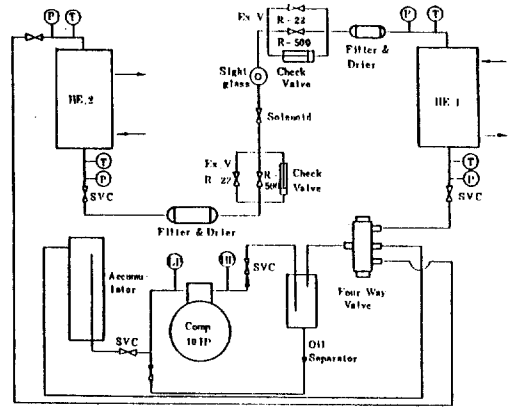 P T
Ex. V
R-22
R-500
Sight
glass
Check
Valve
Filter &
Drier
P T
HE.2
HE-1
Solenoid
T
P
SVC
Ex. V
R-22
R-
500
Check
Valve
T
P
SVC
Filter & Drier
Accumu-
lator
SVC
LP
HP
SVC
Comp
10 HP
Oil
Separator
Four Way
Valve